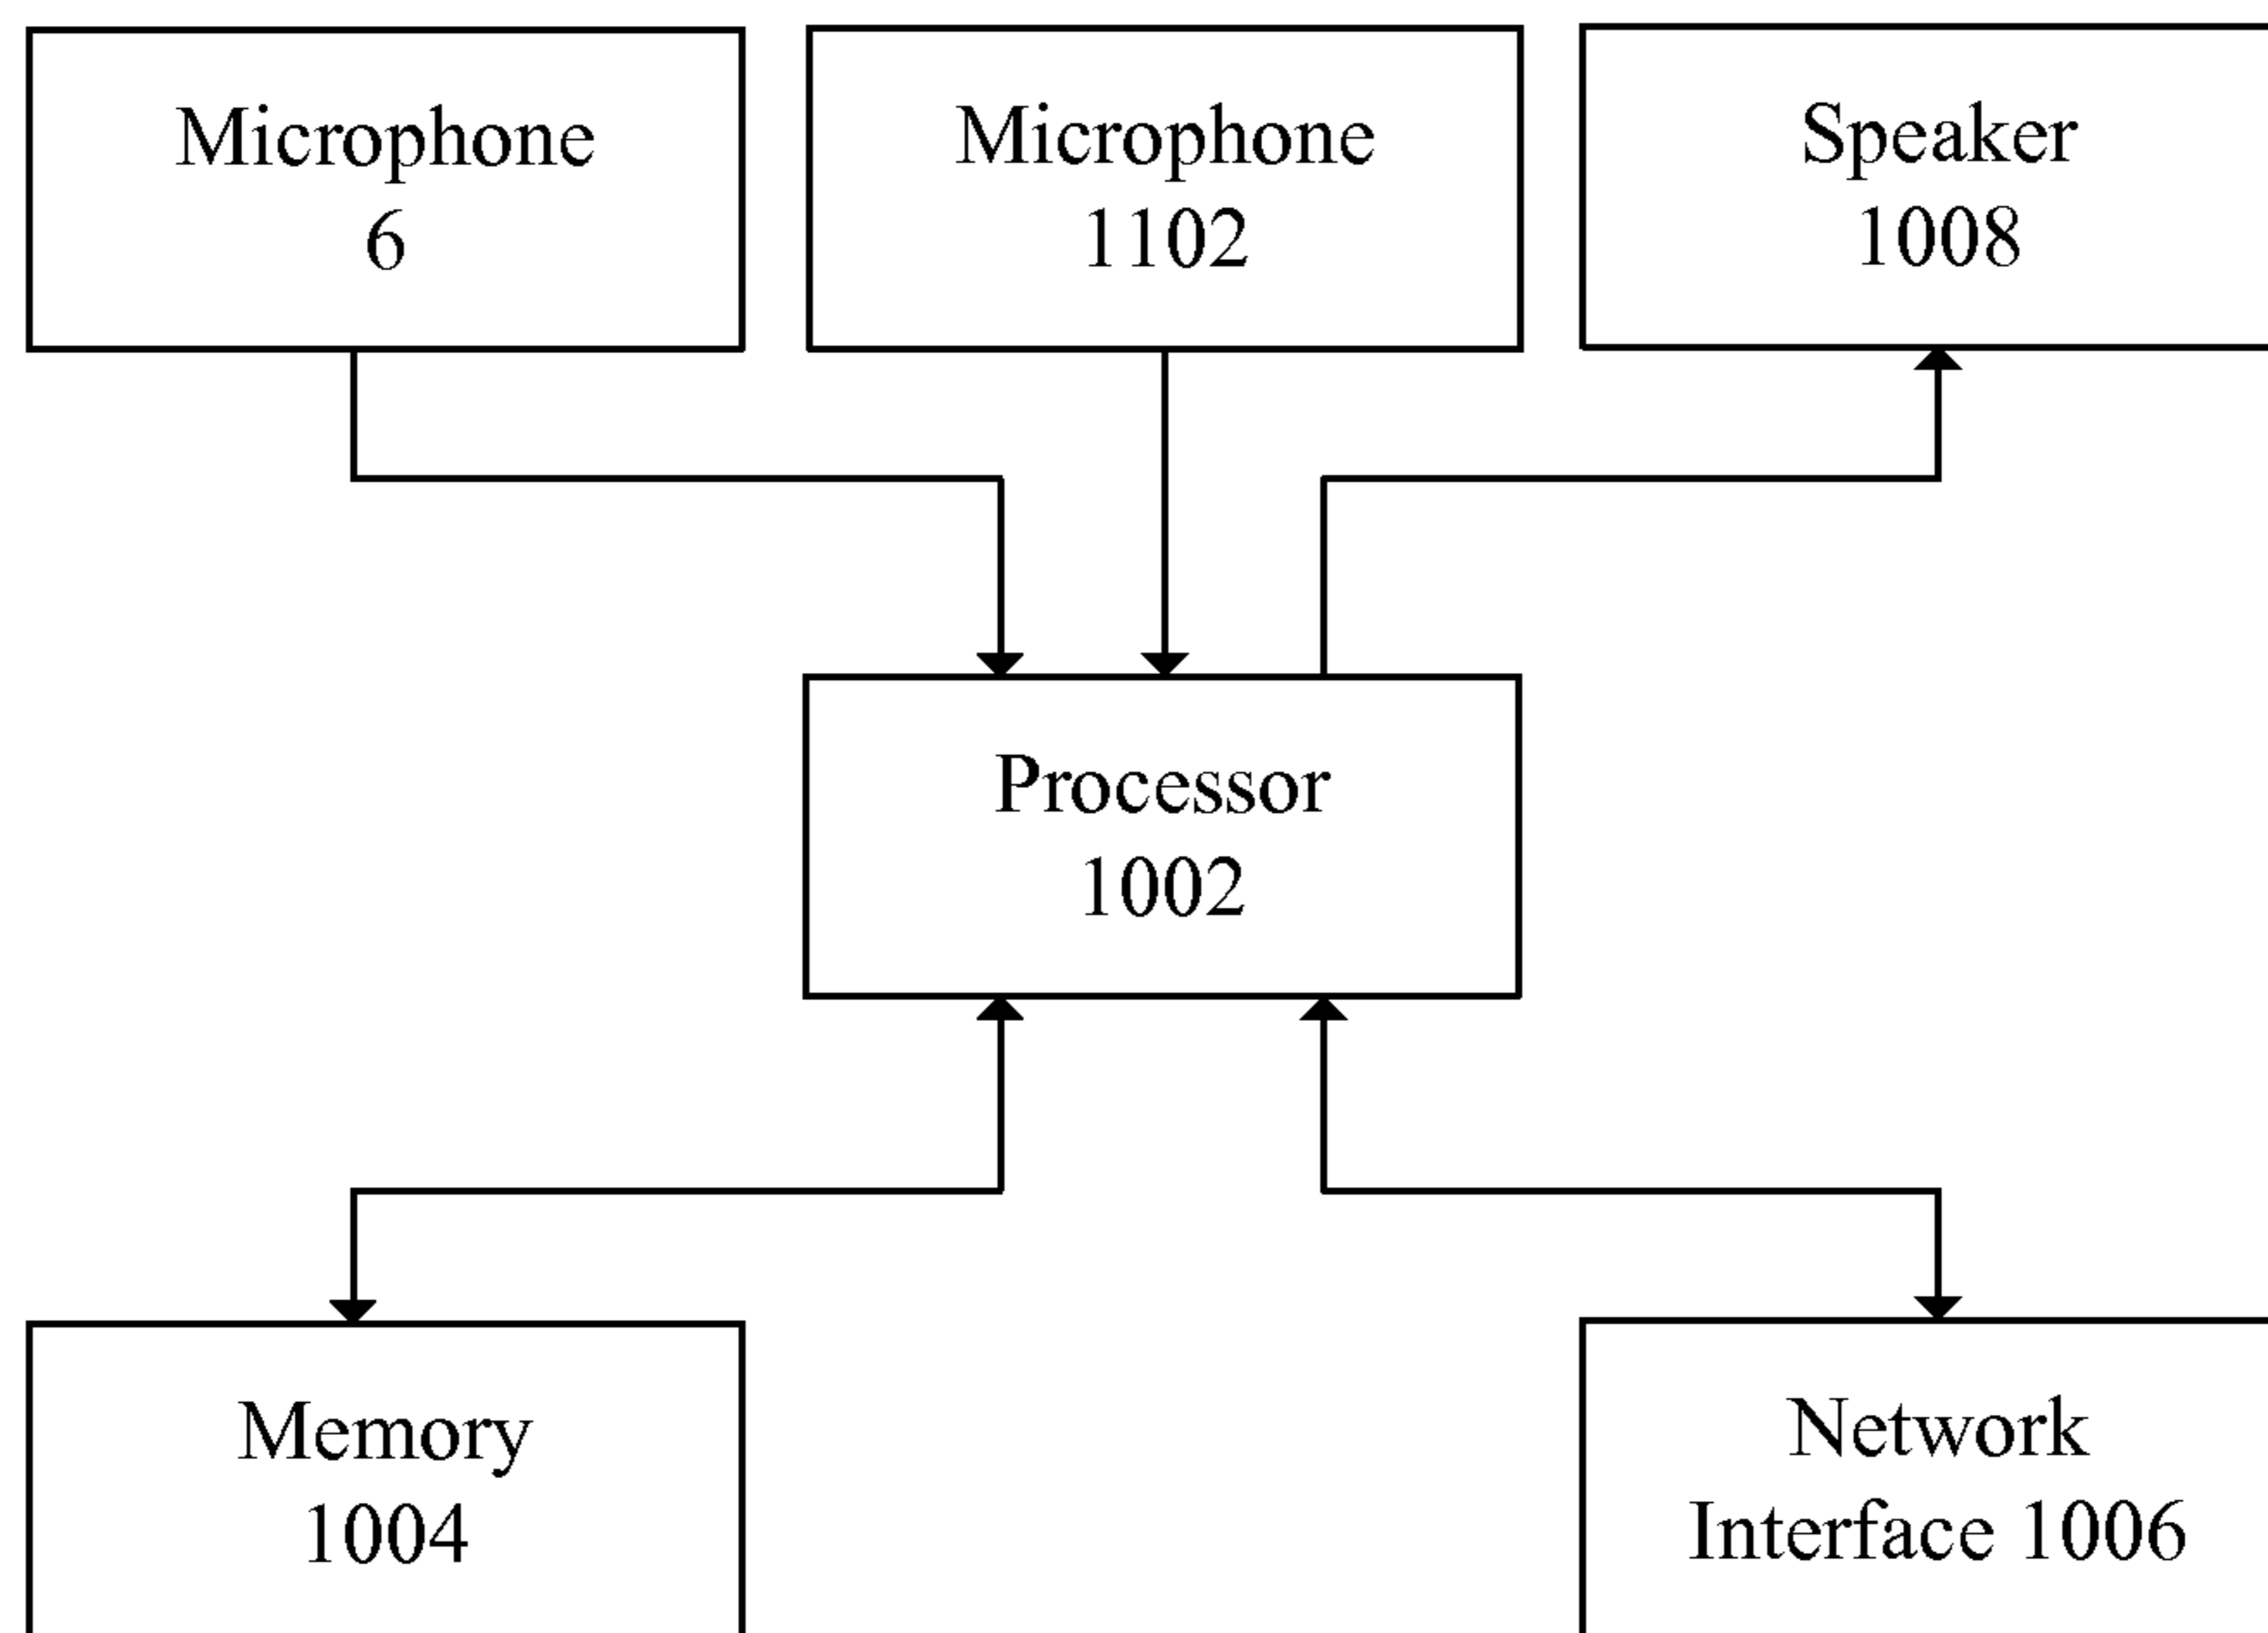 Microphone
6
Microphone
1102
Speaker
1008
Processor
1002
Memory
1004
Network
Interface 1006